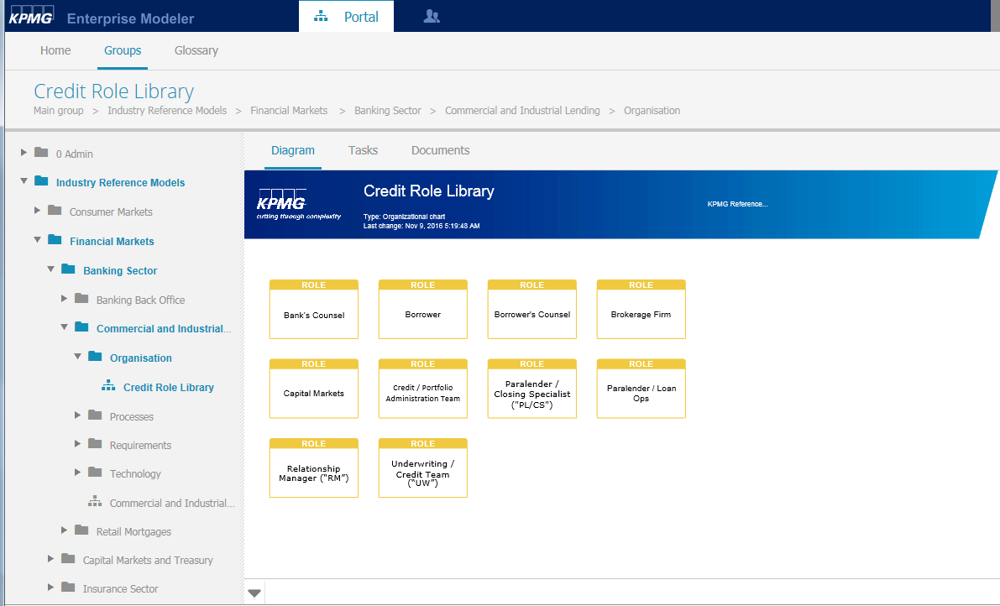 KPMG Enterprise Modeler Portal
Home Groups Glossary
Credit Role Library
Main group > Industry Reference Models > Financial Markets > Banking Sector > Commercial and Industrial Lending > Organisation
0 Admin
Industry Reference Models
Consumer Markets
Financial Markets
Banking Sector
Banking Back Office
Commercial and Industrial...
Organisation
Credit Role Library
Processes
Requirements
Technology
Commercial and Industrial...
Retail Mortgages
Capital Markets and Treasury
Insurance Sector
Diagram Tasks Documents
KPMG
cutting through complexity
Credit Role Library
Type: Organizational chart
Last change: Nov 9, 2016 5:19:48 AM
KPMG Reference...
ROLE
Bank's Counsel
ROLE
Borrower
ROLE
Borrower's Counsel
ROLE
Brokerage Firm
ROLE
Capital Markets
ROLE
Credit / Portfolio
Administration Team
ROLE
Paralender /
Closing Specialist
("PL/CS")
ROLE
Paralender / Loan
Ops
ROLE
Relationship
Manager (“RM”)
ROLE
Underwriting /
Credit Team
(“UW”)